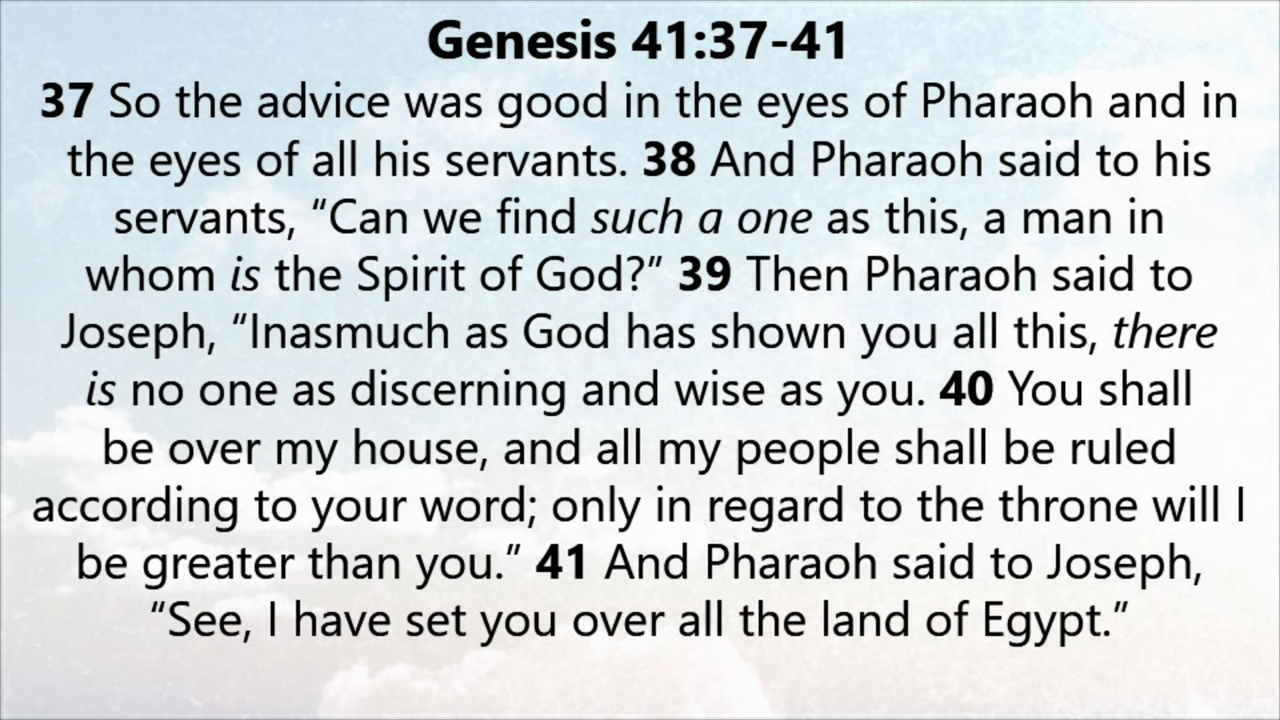 Genesis 41:37-41
37 So the advice was good in the eyes of Pharaoh and in
the eyes of all his servants. 38 And Pharaoh said to his
servants, “Can we find such a one as this, a man in
whom is the Spirit of God?” 39 Then Pharaoh said to
Joseph, “Inasmuch as God has shown you all this, there
is no one as discerning and wise as you. 40 You shall
be over my house, and all my people shall be ruled
according to your word; only in regard to the throne will I
be greater than you.” 41 And Pharaoh said to Joseph,
“See, I have set you over all the land of Egypt.”